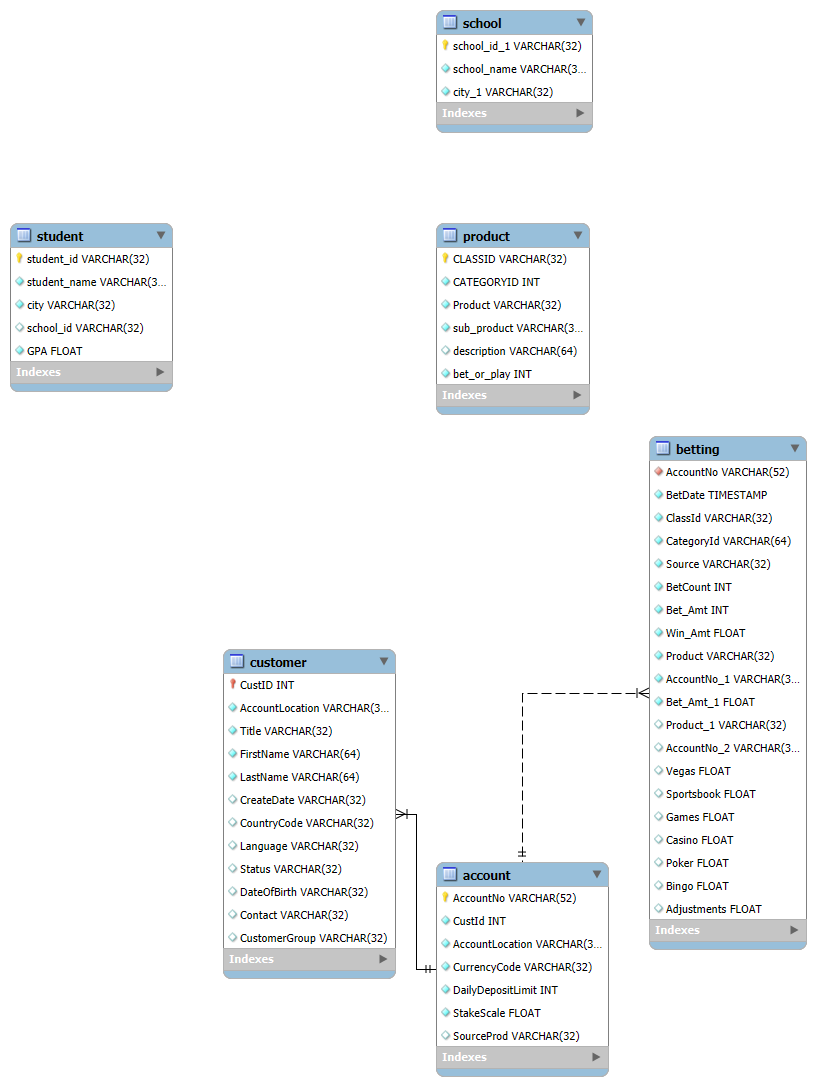 school
school_id_1 VARCHAR(32)
school_name VARCHAR(3...
city_1 VARCHAR(32)
Indexes
student
student_id VARCHAR(32)
student_name VARCHAR(3...
city VARCHAR(32)
school_id VARCHAR(32)
GPA FLOAT
Indexes
product
CLASSID VARCHAR(32)
CATEGORYID INT
Product VARCHAR(32)
sub_product VARCHAR(3...
description VARCHAR(64)
bet_or_play INT
Indexes
betting
AccountNo VARCHAR(52)
BetDate TIMESTAMP
ClassId VARCHAR(32)
CategoryId VARCHAR(64)
Source VARCHAR(32)
BetCount INT
Bet_Amt INT
Win_Amt FLOAT
Product VARCHAR(32)
AccountNo_1 VARCHAR(3...
Bet_Amt_1 FLOAT
Product_1 VARCHAR(32)
AccountNo_2 VARCHAR(3...
Vegas FLOAT
Sportsbook FLOAT
Games FLOAT
Casino FLOAT
Poker FLOAT
Bingo FLOAT
Adjustments FLOAT
Indexes
customer
CustID INT
AccountLocation VARCHAR(3...
Title VARCHAR(32)
FirstName VARCHAR(64)
LastName VARCHAR(64)
CreateDate VARCHAR(32)
CountryCode VARCHAR(32)
Language VARCHAR(32)
Status VARCHAR(32)
DateOfBirth VARCHAR(32)
Contact VARCHAR(32)
CustomerGroup VARCHAR(32)
Indexes
account
AccountNo VARCHAR(52)
CustId INT
AccountLocation VARCHAR(3...
CurrencyCode VARCHAR(32)
DailyDepositLimit INT
StakeScale FLOAT
SourceProd VARCHAR(32)
Indexes